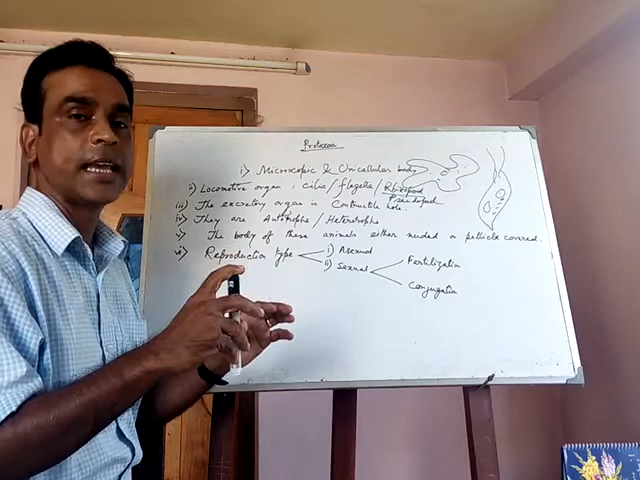 Protozoa
i) Microscopic & Unicellular body
ii) Locomotive organ : cilia / flagella / Rhizopod
Pseudopod
iii) The excretory organ is Contractile hole.
iv) They are Autotrophs / Heterotrophs
v) The body of these animals either nuded or pellicle covered.
vi) Reproduction type i) Asexual
ii) Sexual Fertilization
Conjugation